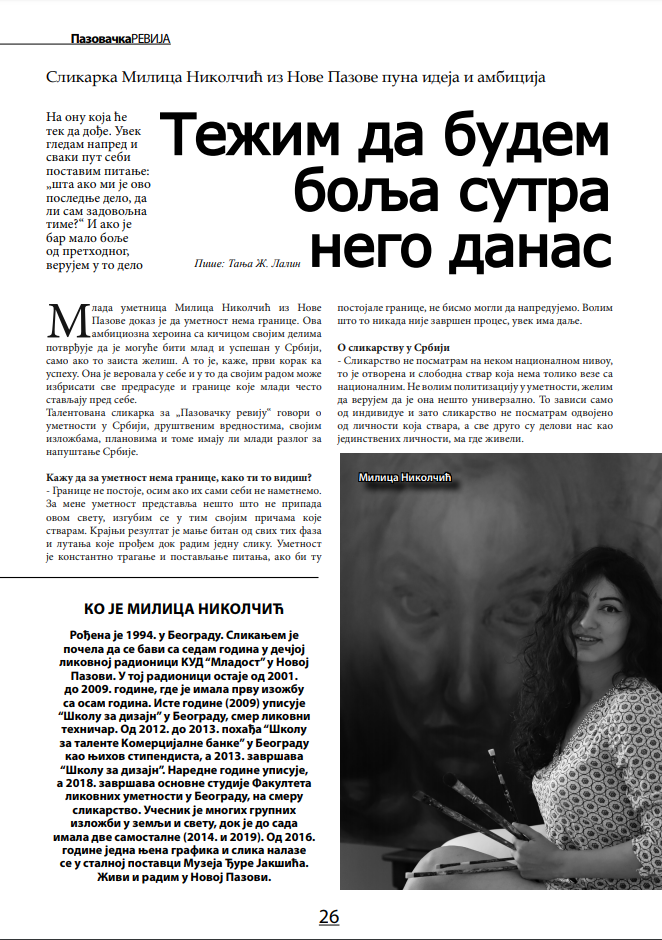 ПазовачкаРЕВИЈА
Сликарка Милица Николчић из Нове Пазове пуна идеја и амбиција
На ону која ће
тек да дође. Увек
гледам напред и
сваки пут себи
поставим питање:
„шта ако ми је ово
последње дело, да
ли сам задовољна
тиме?“ И ако је
бар мало боље
од претходног,
верујем у то дело
Тежим да будем
боља сутра
него данас
Пише: Тања Ж. Лалин
Млада уметница Милица Николчић из Нове
Пазове доказ је да уметност нема границе. Ова
амбициозна хероина са кичицом својим делима
потврђује да је могуће бити млад и успешан у Србији,
само ако то заиста желиш. А то је, каже, први корак ка
успеху. Она је веровала у себе и у то да својим радом може
избрисати све предрасуде и границе које млади често
стављају пред себе.
Талентована сликарка за „Пазовачку ревију“ говори о
уметности у Србији, друштвеним вредностима, својим
изложбама, плановима и томе имају ли млади разлог за
напуштање Србије.
Кажу да за уметност нема границе, како ти то видиш?
- Границе не постоје, осим ако их сами себи не наметнемо.
За мене уметност представља нешто што не припада
овом свету, изгубим се у тим својим причама које
стварам. Крајњи резултат је мање битан од свих тих фаза
и лутања које прођем док радим једну слику. Уметност
је константно трагање и постављање питања, ако би ту
постојале границе, не бисмо могли да напредујемо. Волим
што то никада није завршен процес, увек има даље.
О сликарству у Србији
- Сликарство не посматрам на неком националном нивоу,
то је отворена и слободна ствар која нема толико везе са
националним. Не волим политизацију у уметности, желим
да верујем да је она нешто универзално. То зависи само
од индивидуе и зато сликарство не посматрам одвојено
од личности која ствара, а све друго су делови нас као
јединствених личности, ма где живели.
Милица Николчић
КО ЈЕ МИЛИЦА НИКОЛЧИЋ
Рођена је 1994. у Београду. Сликањем је
почела да се бави са седам година у дечјој
ликовној радионици КУД “Младост” у Новој
Пазови. У тој радионици остаје од 2001.
до 2009. године, где је имала прву изожбу
са осам година. Исте године (2009) уписује
“Школу за дизајн” у Београду, смер ликовни
техничар. Од 2012. до 2013. похађа “Школу
за таленте Комерцијалне банке” у Београду
као њихов стипендиста, а 2013. завршава
“Школу за дизајн”. Наредне године уписује,
а 2018. завршава основне студије Факултета
ликовних уметности у Београду, на смеру
сликарство. Учесник је многих групних
изложби у земљи и свету, док је до сада
имала две самосталне (2014. и 2019). Од 2016.
године једна њена графика и слика налазе
се у сталној поставци Музеја Ђуре Јакшића.
Живи и ради у Новој Пазови.
26